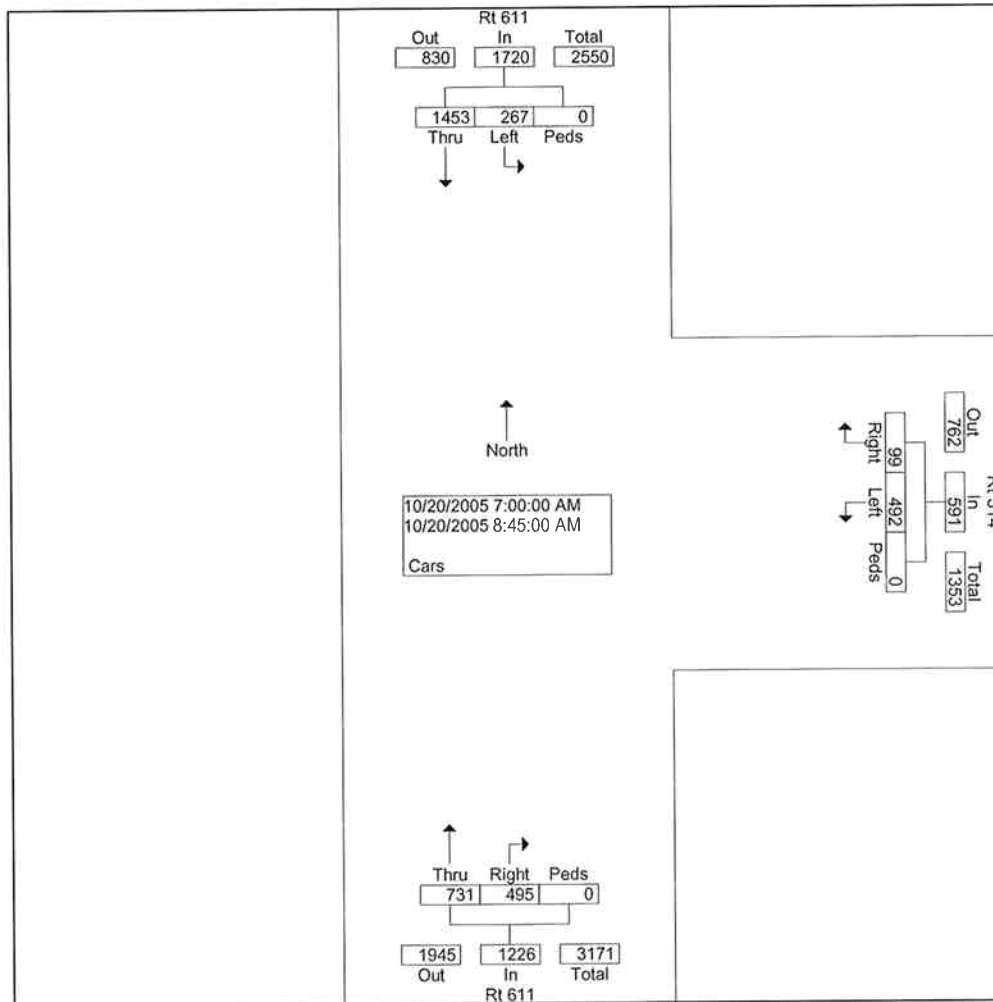 Rt 611
Out In Total
830 1720 2550
1453 267 0
Thru Left Peds
North
10/20/2005 7:00:00 AM
10/20/2005 8:45:00 AM
Cars
Out In Total
762 591 1353
99 492 0
Right Left Peds
Thru Right Peds
731 495 0
1945 1226 3171
Out In Total
Rt 611